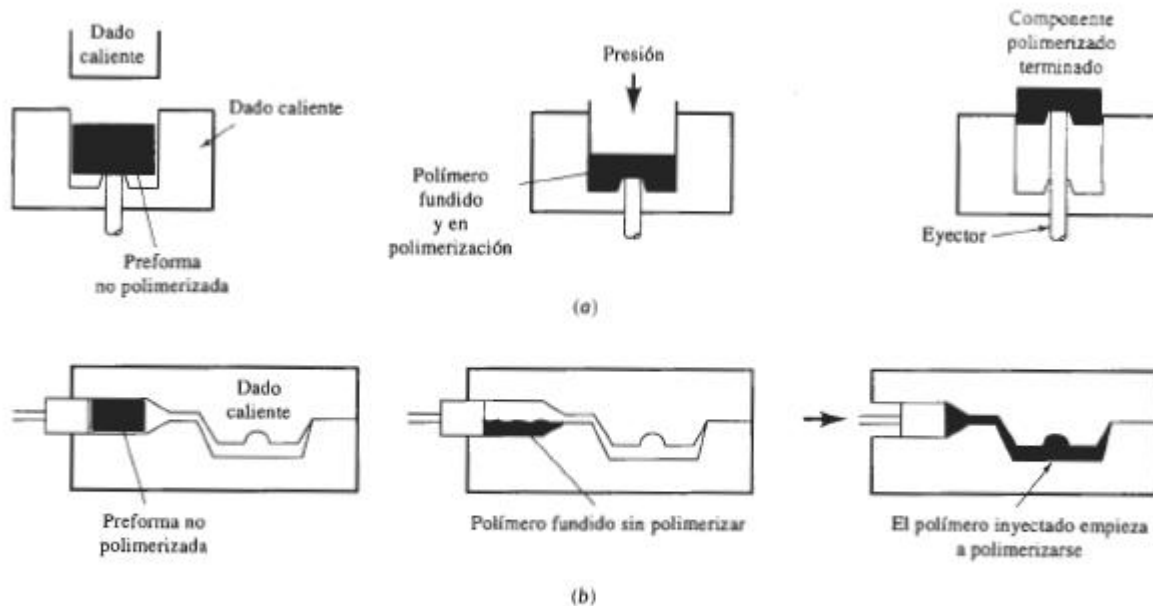 Dado
caliente
Dado caliente
Preforma
no polimerizada
Presión
Polímero
fundido
y en
polimerización
Componente
polimerizado
terminado
Eyector
(a)
Dado
caliente
Preforma no
polimerizada
Polímero fundido sin polimerizar
El polímero inyectado empieza
a polimerizarse
(b)